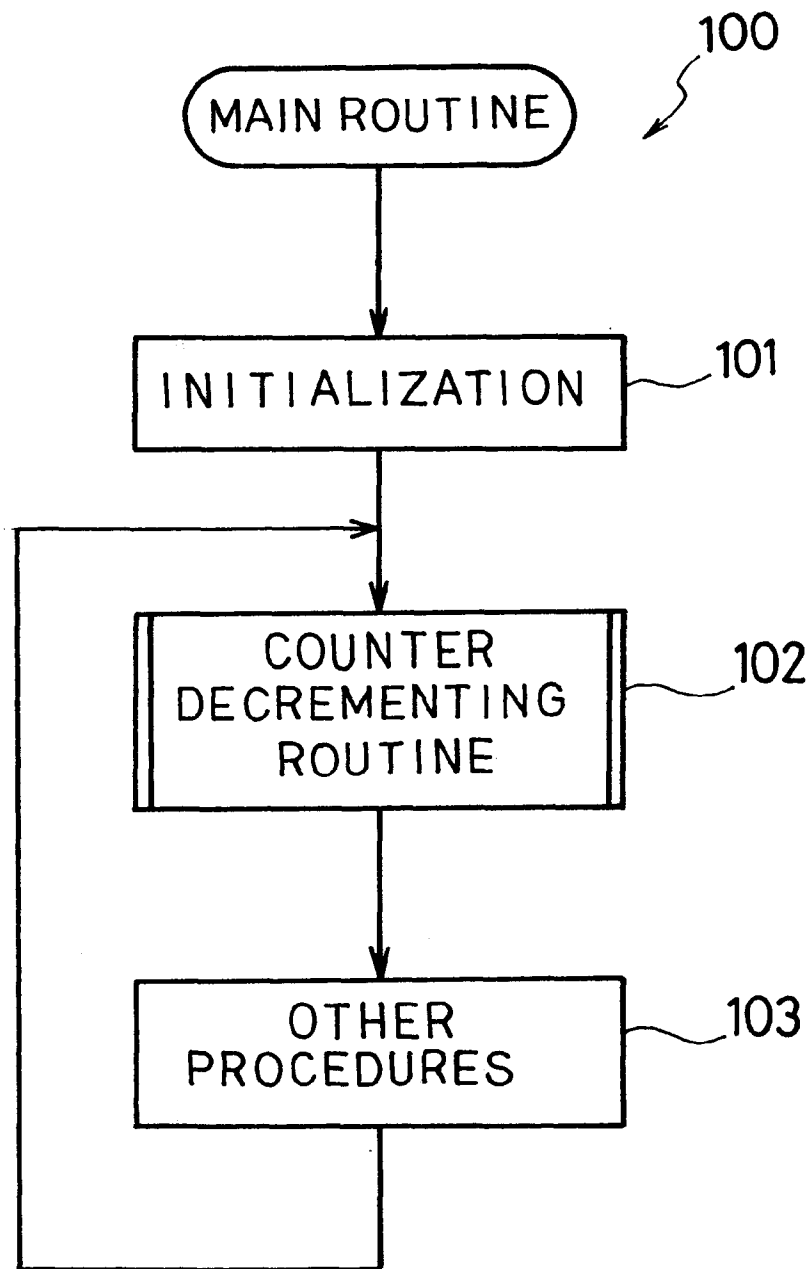 100
MAIN ROUTINE
INITIALIZATION
101
COUNTER
DECREMENTING
ROUTINE
102
OTHER
PROCEDURES
103